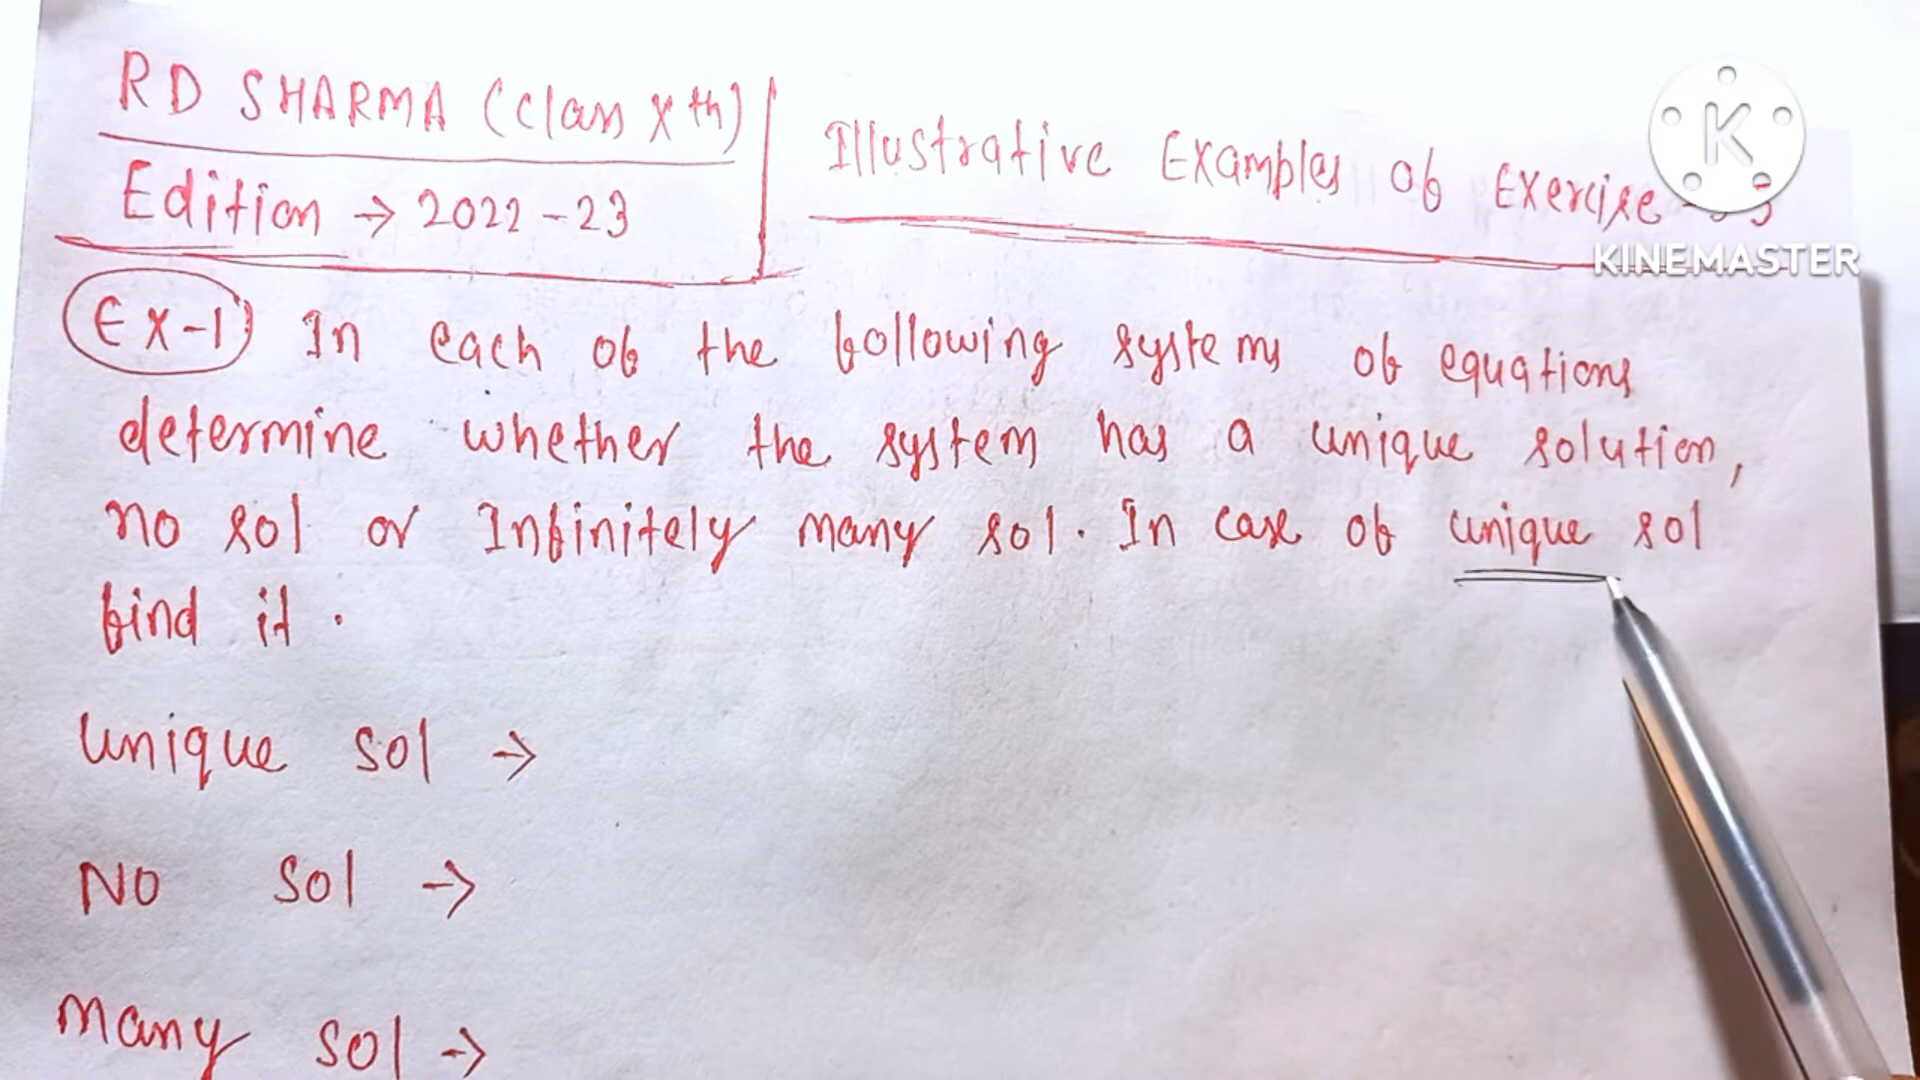 RD SHARMA (Class Xth)
Edition → 2022-23
Illustrative Examples of Exercise
K
KINEMASTER
Ex-1) In each of the following systems of equations
determine whether the system has a unique solution,
no sol or Infinitely many sol. In case of unique sol
find it.
Unique sol →
NO sol →
Many sol →